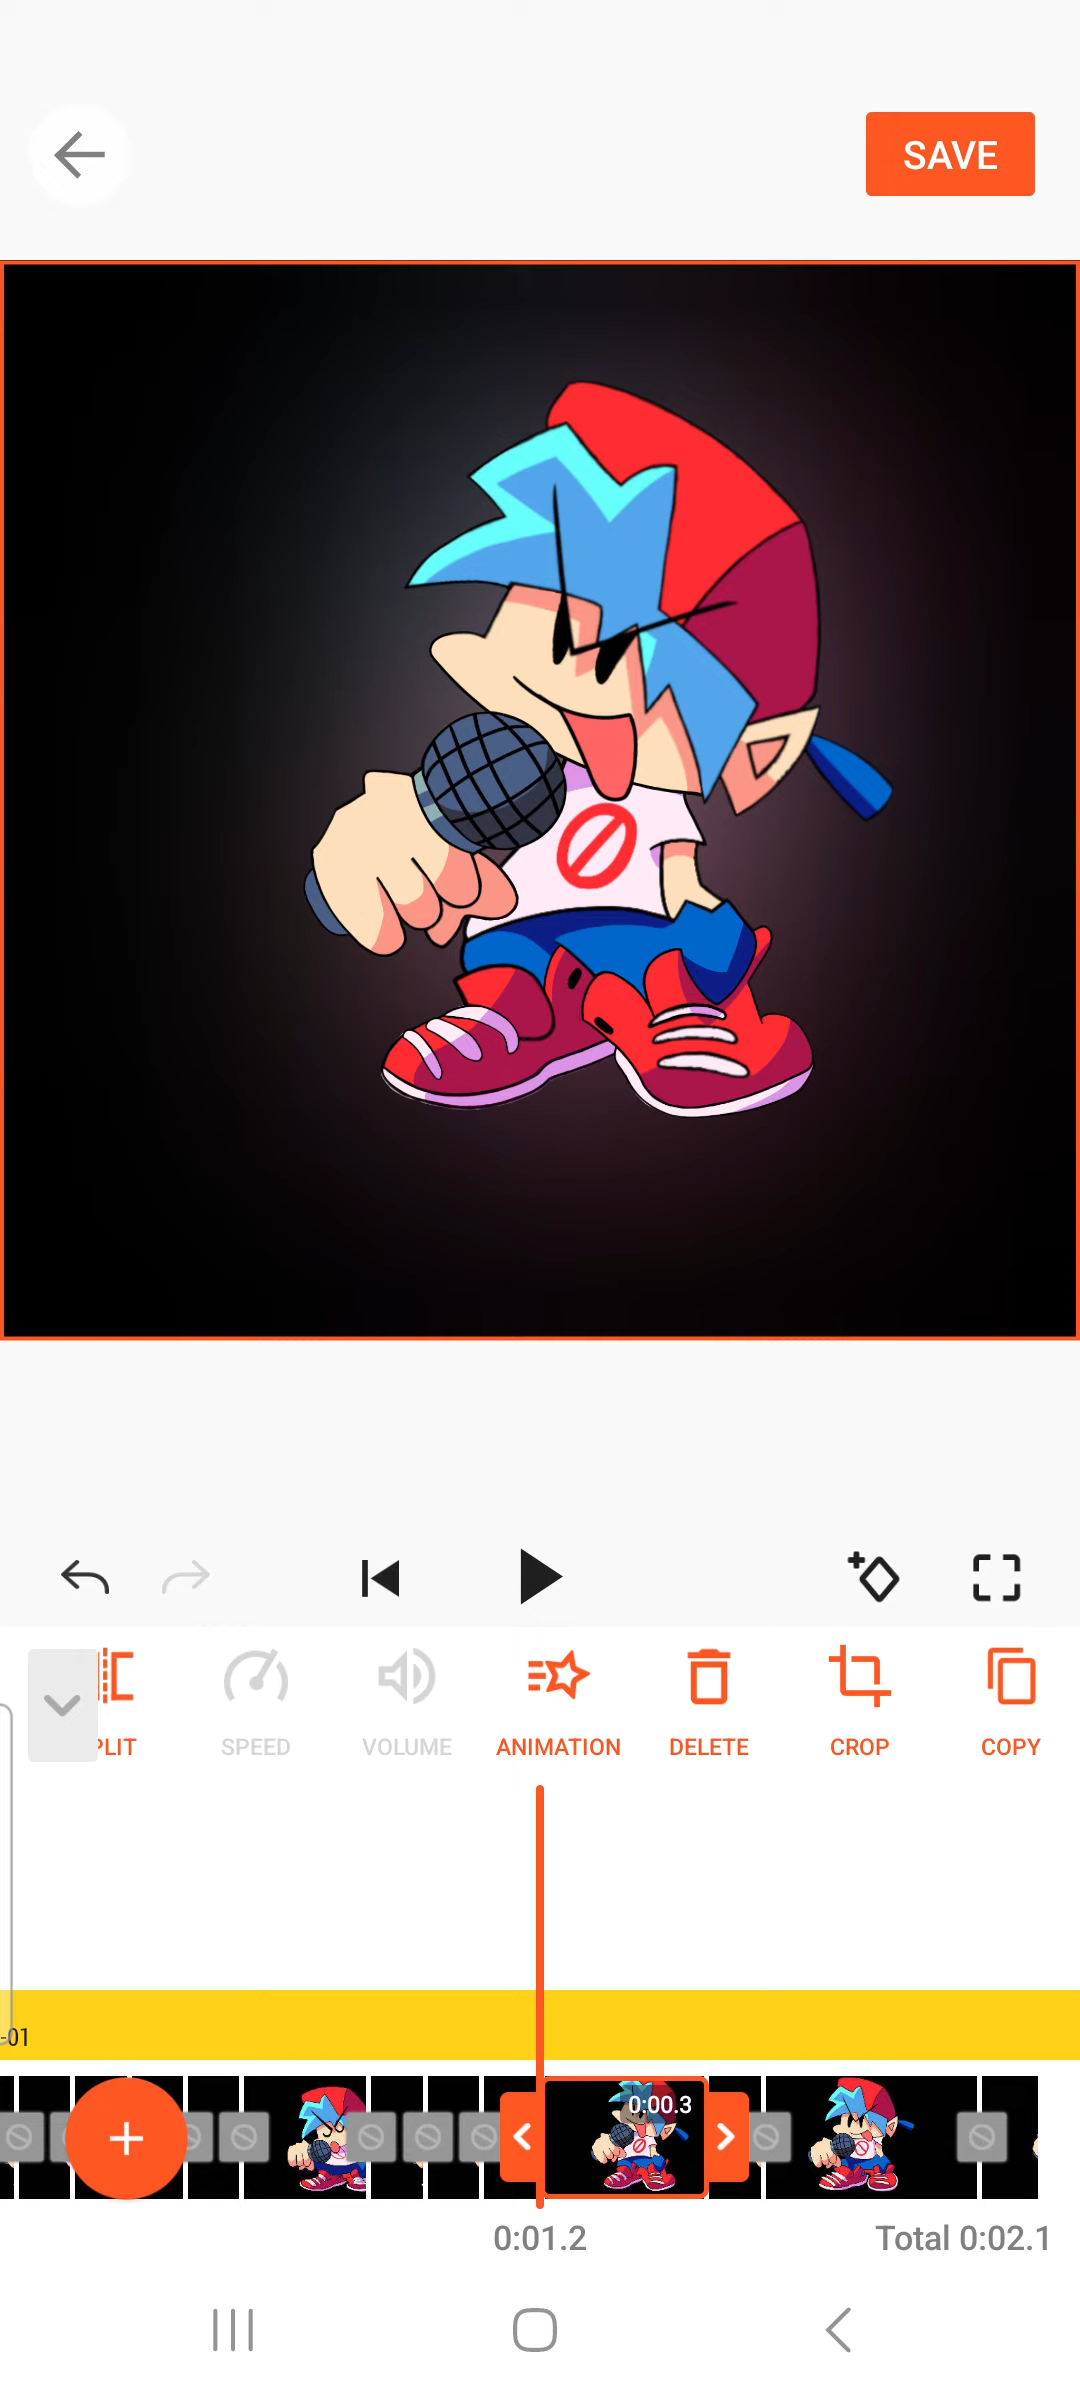 SAVE
PLIT
SPEED
VOLUME
ANIMATION
DELETE
CROP
COPY
-01
0:00.3
0:01.2
Total 0:02.1